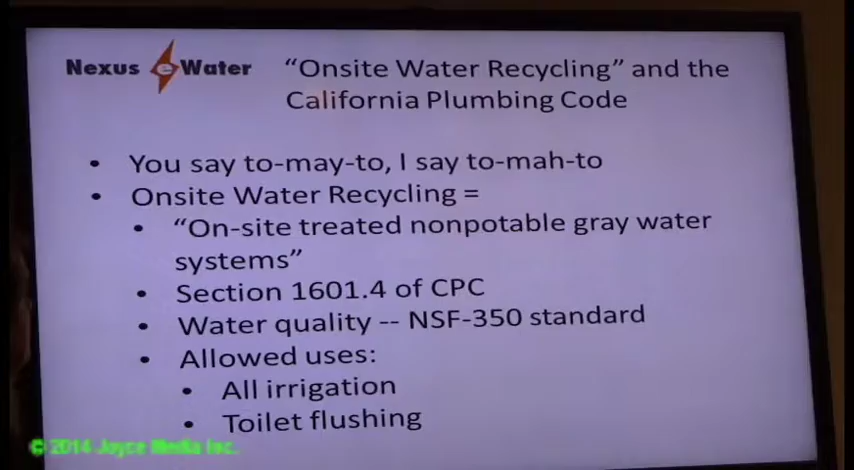 Nexus e Water
"Onsite Water Recycling" and the
California Plumbing Code
• You say to-may-to, I say to-mah-to
• Onsite Water Recycling =
• "On-site treated nonpotable gray water
systems"
• Section 1601.4 of CPC
• Water quality -- NSF-350 standard
• Allowed uses:
• All irrigation
• Toilet flushing
© 2014 Joyce Media Inc.